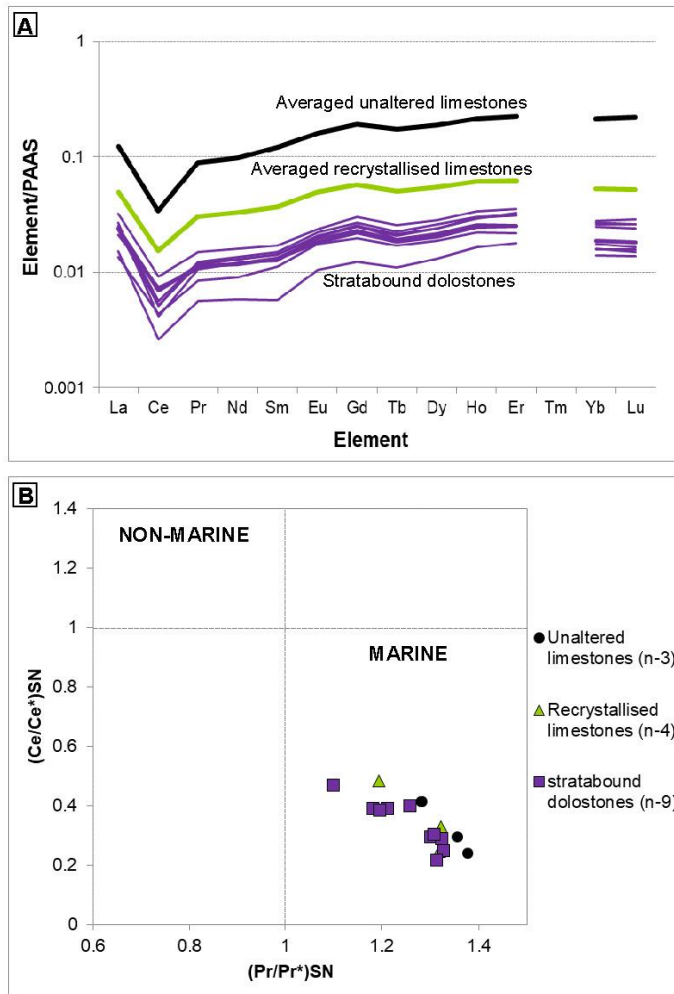 A
1
Averaged unaltered limestones
0.1
Averaged recrystallised limestones
Element/PAAS
0.01
Stratabound dolostones
0.001
La Ce Pr Nd Sm Eu Gd Tb Dy Ho Er Tm Yb Lu
Element
B
1.4
NON-MARINE
1.2
1
MARINE
0.8
(Ce/Ce*)SN
0.6
0.4
0.2
0
0.6 0.8 1 1.2 1.4
(Pr/Pr*)SN
Unaltered
limestones (n-3)
Recrystallised
limestones (n-4)
stratabound
dolostones (n-9)